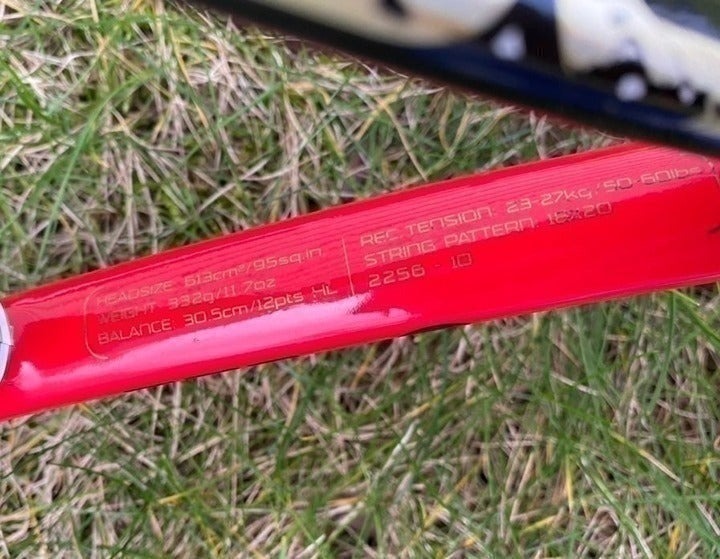 HEADSIZE 613cm²/95sq.in.
WEIGHT 332g/11.7oz
BALANCE 30.5cm/12pts HL
REC TENSION 23-27kg/50-60lbs
STRING PATTERN 18X20
2256 - 10